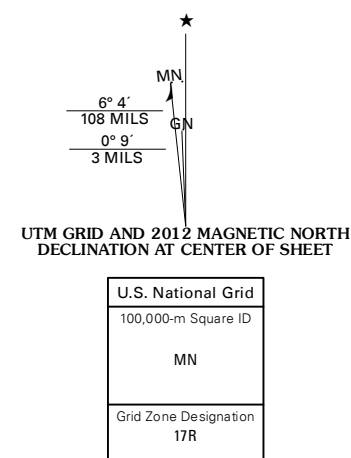 ★
MN.
6° 4´
108 MILS
GN
0° 9´
3 MILS
UTM GRID AND 2012 MAGNETIC NORTH
DECLINATION AT CENTER OF SHEET
U.S. National Grid
100,000-m Square ID
MN
Grid Zone Designation
17R